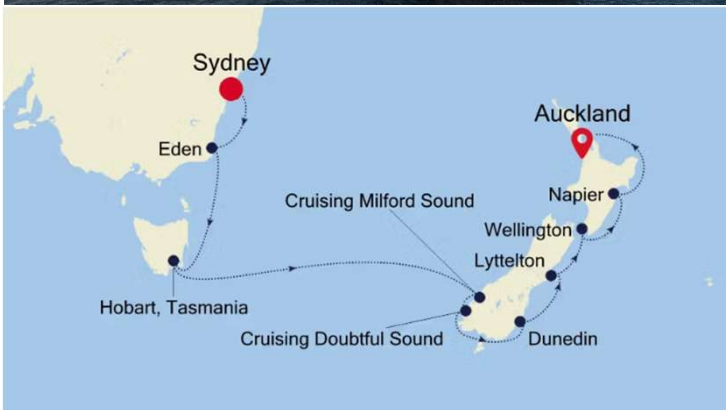 Sydney
Auckland
Eden
Napier
Cruising Milford Sound
Wellington
Lyttelton
Hobart, Tasmania
Cruising Doubtful Sound
Dunedin